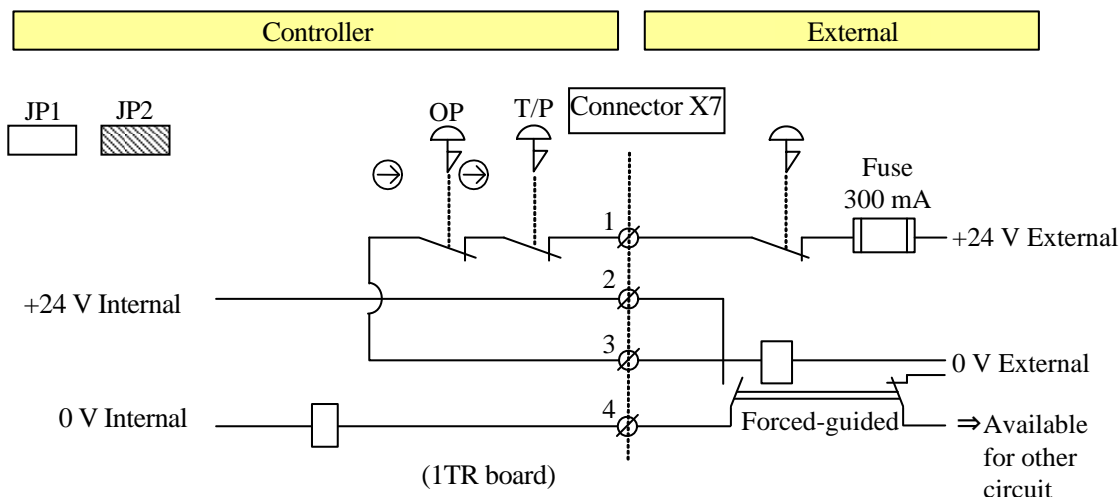 Controller
External
JP1
JP2
OP
T/P
Connector X7
Fuse
300 mA
1
+24 V External
2
+24 V Internal
3
0 V External
0 V Internal
4
Forced-guided
⇒Available
for other
circuit
(1TR board)